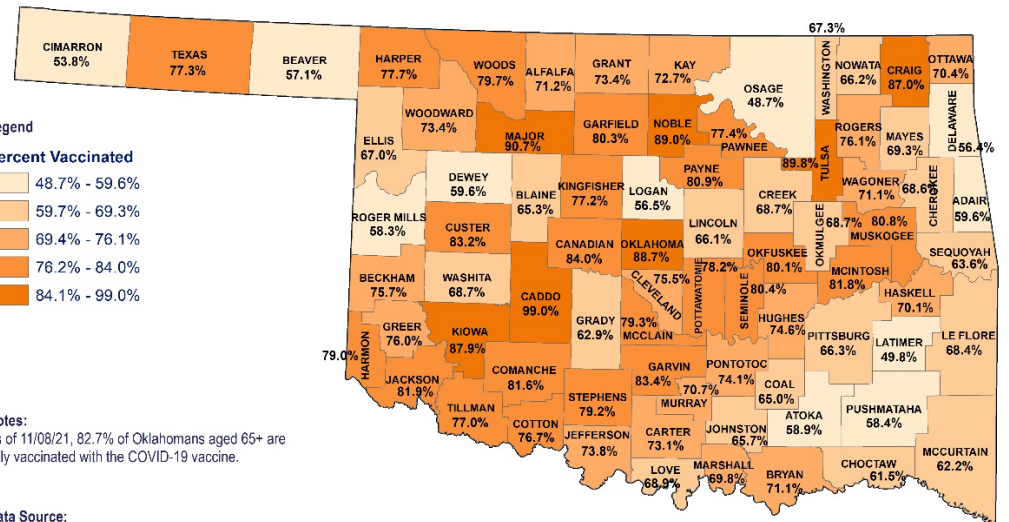 67.3%
CIMARRON
53.8%
TEXAS
77.3%
BEAVER
57.1%
HARPER
77.7%
WOODS
79.7%
ALFALFA
71.2%
GRANT
73.4%
KAY
72.7%
OSAGE
48.7%
WASHINGTON
NOWATA
66.2%
CRAIG
87.0%
OTTAWA
70.4%
egend
ercent Vaccinated
48.7% - 59.6%
59.7% - 69.3%
69.4% - 76.1%
76.2% - 84.0%
84.1% - 99.0%
ELLIS
67.0%
WOODWARD
73.4%
MAJOR
90.7%
GARFIELD
80.3%
NOBLE
89.0%
77.4%
PAWNEE
89.8%
TULSA
ROGERS
76.1%
MAYES
69.3%
DELAWARE
56.4%
DEWEY
59.6%
BLAINE
65.3%
KINGFISHER
77.2%
LOGAN
56.5%
PAYNE
80.9%
CREEK
68.7%
WAGONER
71.1%
68.6%
CHEROKEE
ADAIR
59.6%
ROGER MILLS
58.3%
CUSTER
83.2%
CANADIAN
84.0%
OKLAHOMA
88.7%
LINCOLN
66.1%
OKMULGEE
68.7%
80.8%
MUSKOGEE
SEQUOYAH
63.6%
OKFUSKEE
80.1%
BECKHAM
75.7%
WASHITA
68.7%
CADDO
99.0%
GRADY
62.9%
75.5%
CLEVELAND
78.2%
POTTAWATOMIE
SEMINOLE
80.4%
MCINTOSH
81.8%
HASKELL
70.1%
GREER
76.0%
KIOWA
87.9%
79.3%
MCCLAIN
HUGHES
74.6%
PITTSBURG
66.3%
LATIMER
49.8%
LE FLORE
68.4%
79.0%
HARMON
JACKSON
81.9%
COMANCHE
81.6%
GARVIN
83.4%
PONTOTOC
74.1%
COAL
65.0%
TILLMAN
77.0%
COTTON
76.7%
STEPHENS
79.2%
70.7%
MURRAY
ATOKA
58.9%
PUSHMATAHA
58.4%
JEFFERSON
73.8%
CARTER
73.1%
JOHNSTON
65.7%
LOVE
68.9%
MARSHALL
69.8%
BRYAN
71.1%
CHOCTAW
61.5%
MCCURTAIN
62.2%
otes:
s of 11/08/21, 82.7% of Oklahomans aged 65+ are
lly vaccinated with the COVID-19 vaccine.
ata Source: